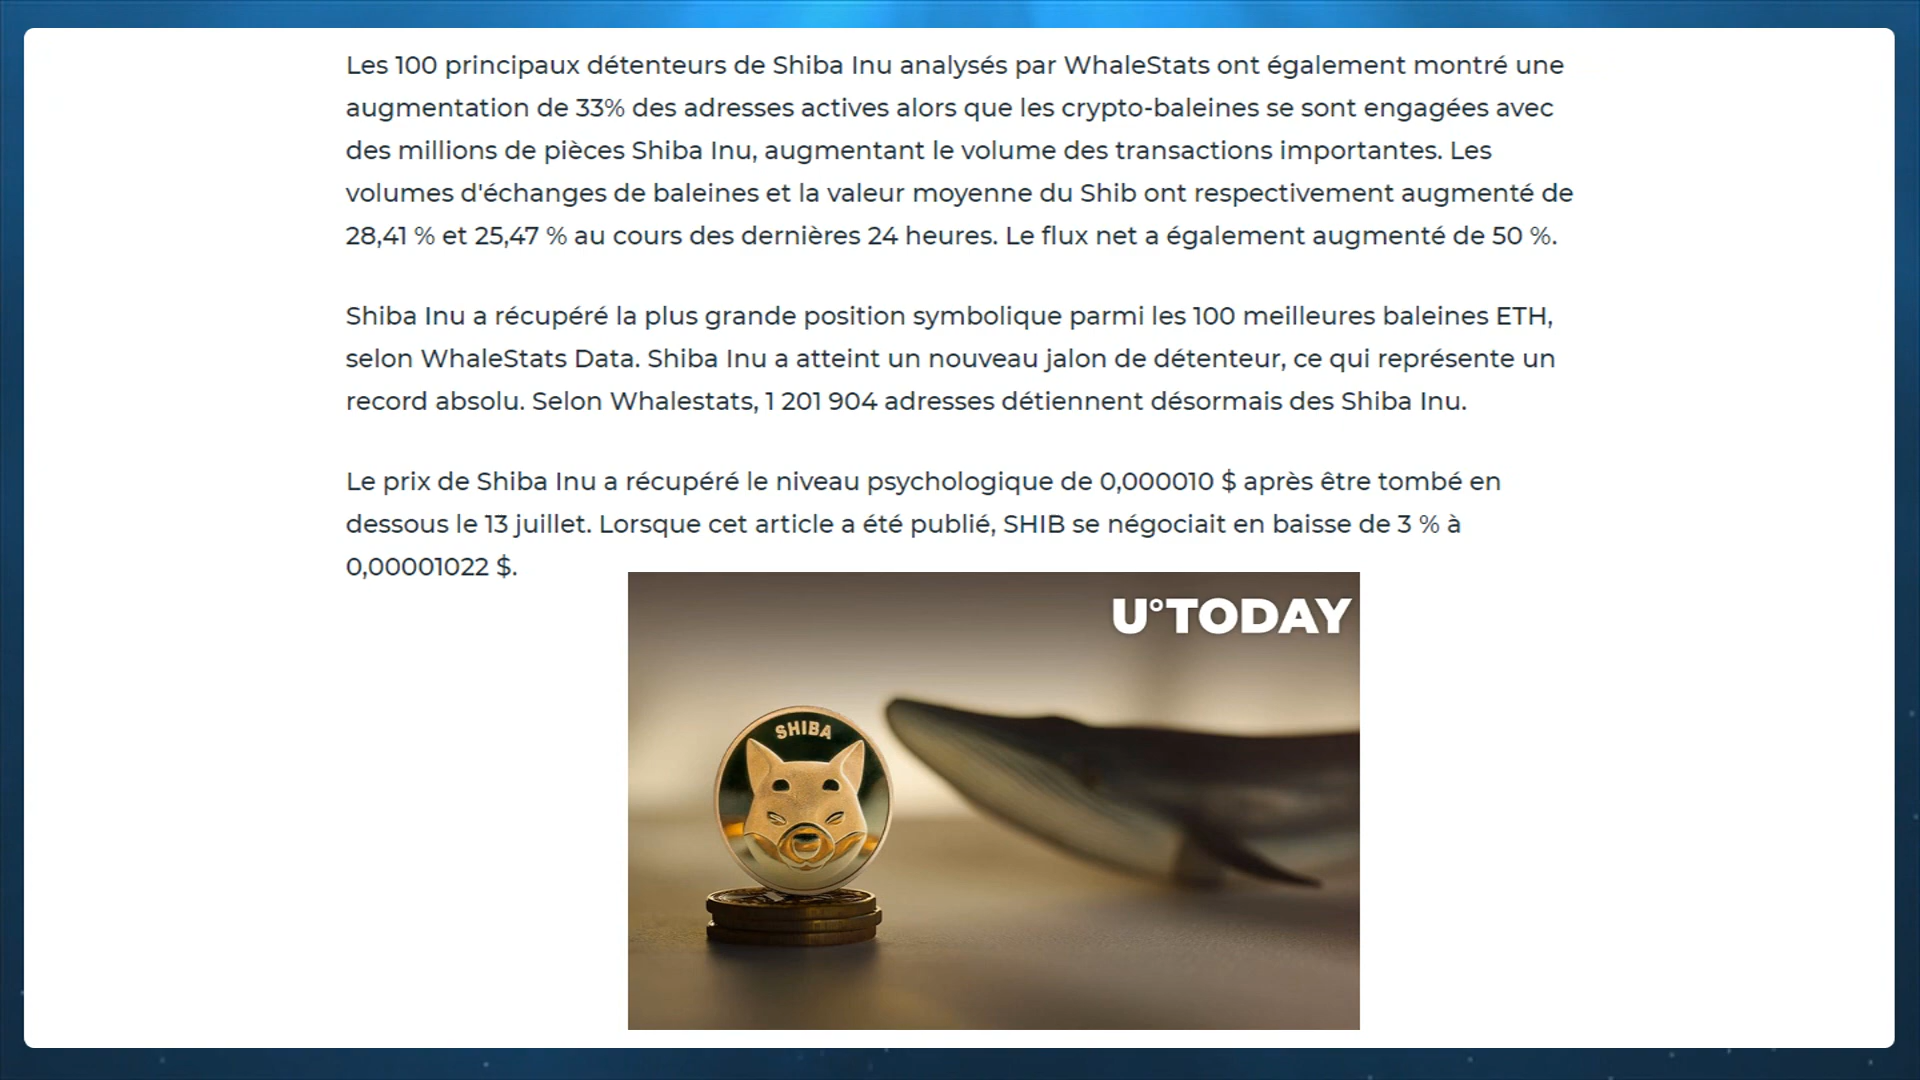 Les 100 principaux détenteurs de Shiba Inu analysés par WhaleStats ont également montré une
augmentation de 33% des adresses actives alors que les crypto-baleines se sont engagées avec
des millions de pièces Shiba Inu, augmentant le volume des transactions importantes. Les
volumes d'échanges de baleines et la valeur moyenne du Shib ont respectivement augmenté de
28,41 % et 25,47 % au cours des dernières 24 heures. Le flux net a également augmenté de 50 %.
Shiba Inu a récupéré la plus grande position symbolique parmi les 100 meilleures baleines ETH,
selon WhaleStats Data. Shiba Inu a atteint un nouveau jalon de détenteur, ce qui représente un
record absolu. Selon Whalestats, 1 201 904 adresses détiennent désormais des Shiba Inu.
Le prix de Shiba Inu a récupéré le niveau psychologique de 0,000010 $ après être tombé en
dessous le 13 juillet. Lorsque cet article a été publié, SHIB se négociait en baisse de 3 % à
0,00001022 $.
U°TODAY
SHIBA